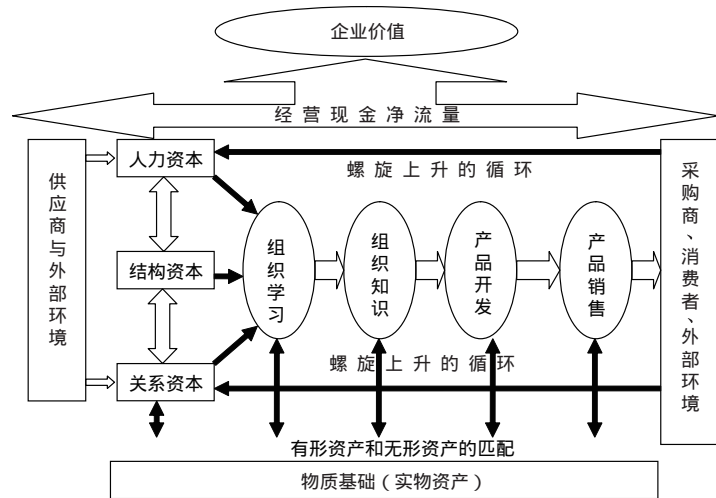 企业价值
经营现金净流量
供应商与外部环境
人力资本
螺旋上升的循环
采购商、消费者、外部环境
结构资本
组织学习
组织知识
产品开发
产品销售
螺旋上升的循环
关系资本
有形资产和无形资产的匹配
物质基础(实物资产)